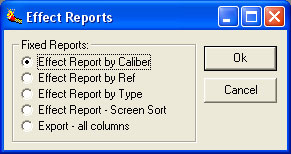 Effect Reports
Fixed Reports:
Effect Report by Caliber
Effect Report by Ref
Effect Report by Type
Effect Report - Screen Sort
Export - all columns
Ok
Cancel